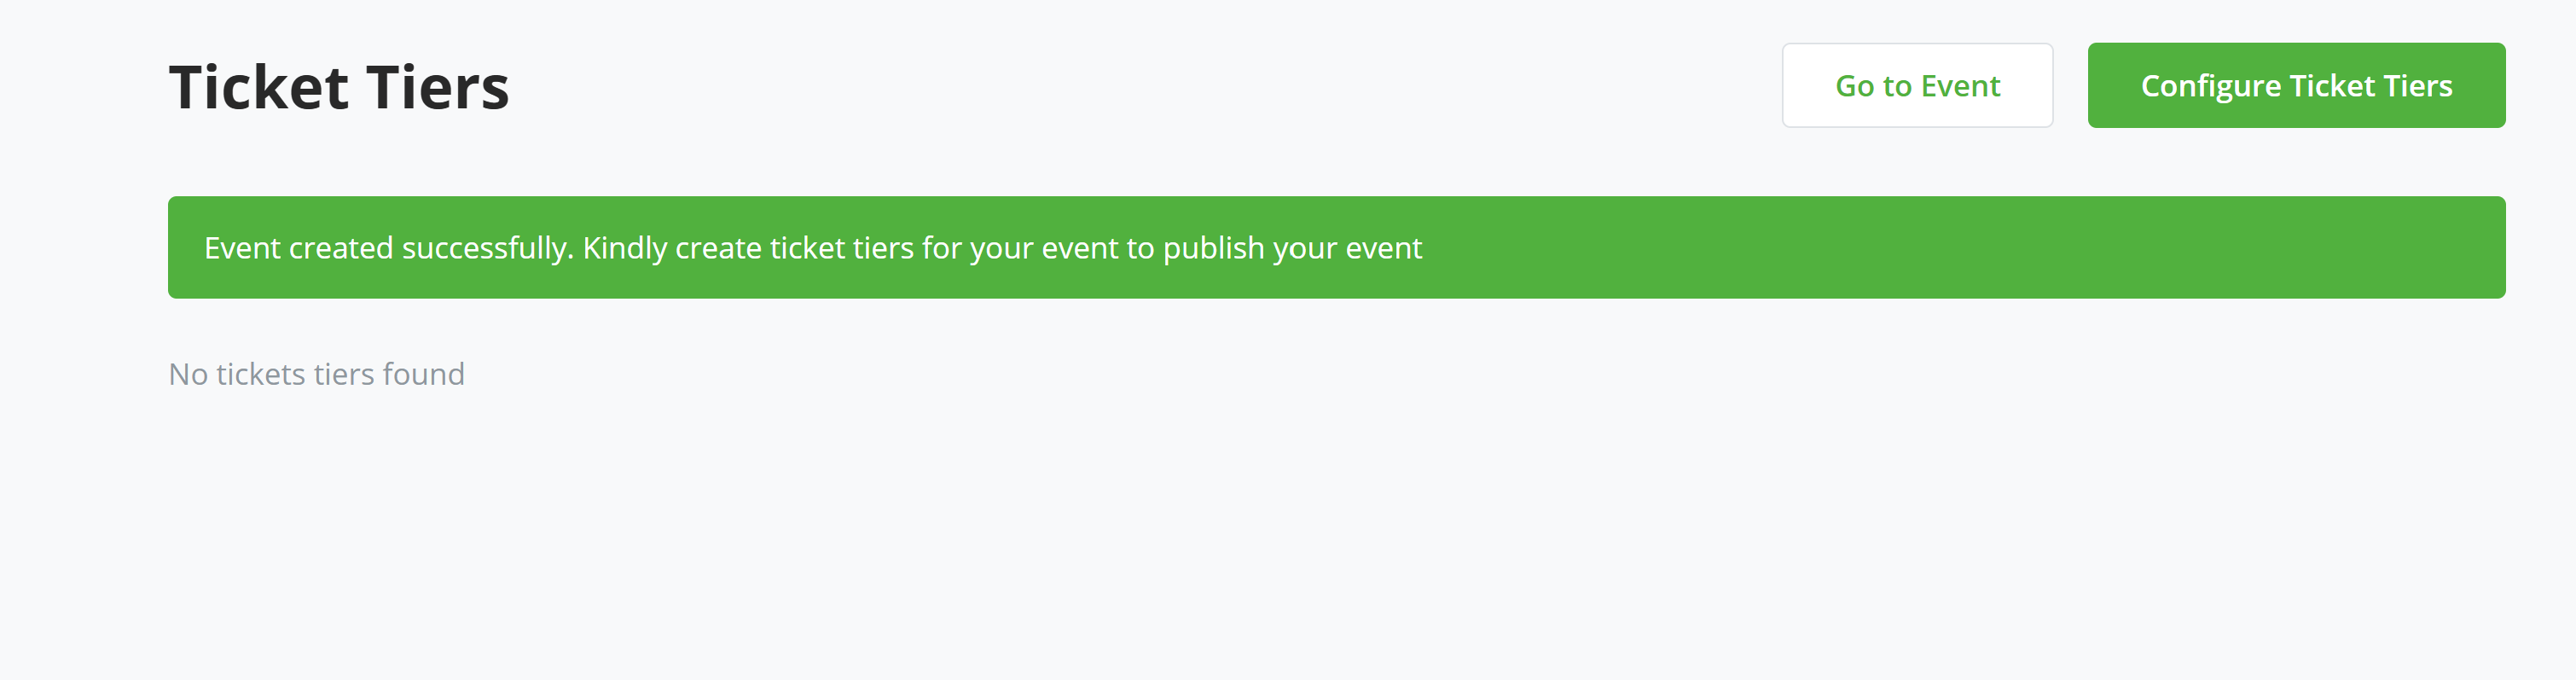 Ticket Tiers
Go to Event
Configure Ticket Tiers
Event created successfully. Kindly create ticket tiers for your event to publish your event
No tickets tiers found